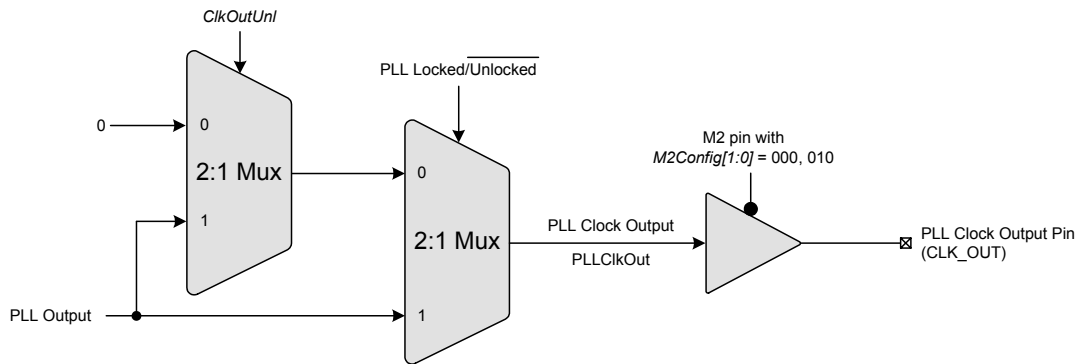 ClkOutUnl
PLL Locked/Unlocked
0
0
2:1 Mux
1
M2 pin with
M2Config[1:0] = 000, 010
0
2:1 Mux
1
PLL Clock Output
PLLClkOut
PLL Clock Output Pin
(CLK_OUT)
PLL Output